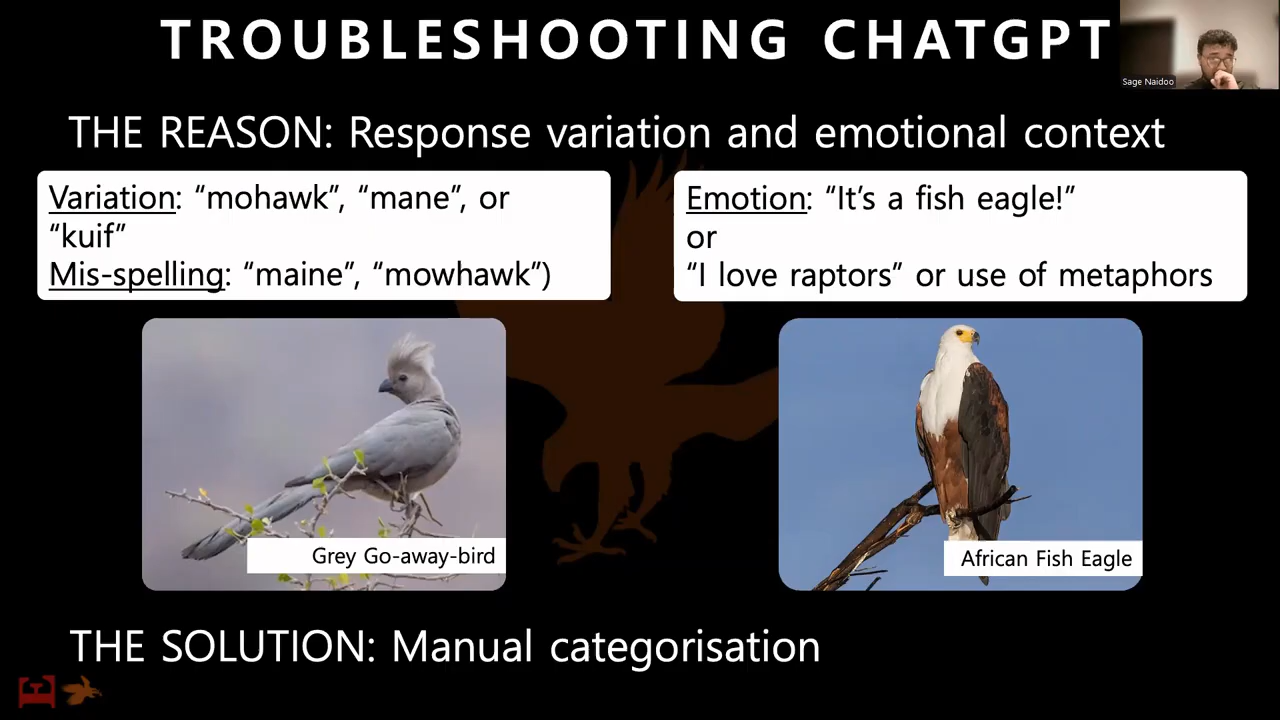 TROUBLESHOOTING CHATGPT
Sage Naidoo
THE REASON: Response variation and emotional context
Variation: “mohawk”, “mane”, or
“kuif”
Mis-spelling: “maine”, “mowhawk”)
Emotion: “It’s a fish eagle!”
or
“I love raptors” or use of metaphors
Grey Go-away-bird
African Fish Eagle
THE SOLUTION: Manual categorisation
E